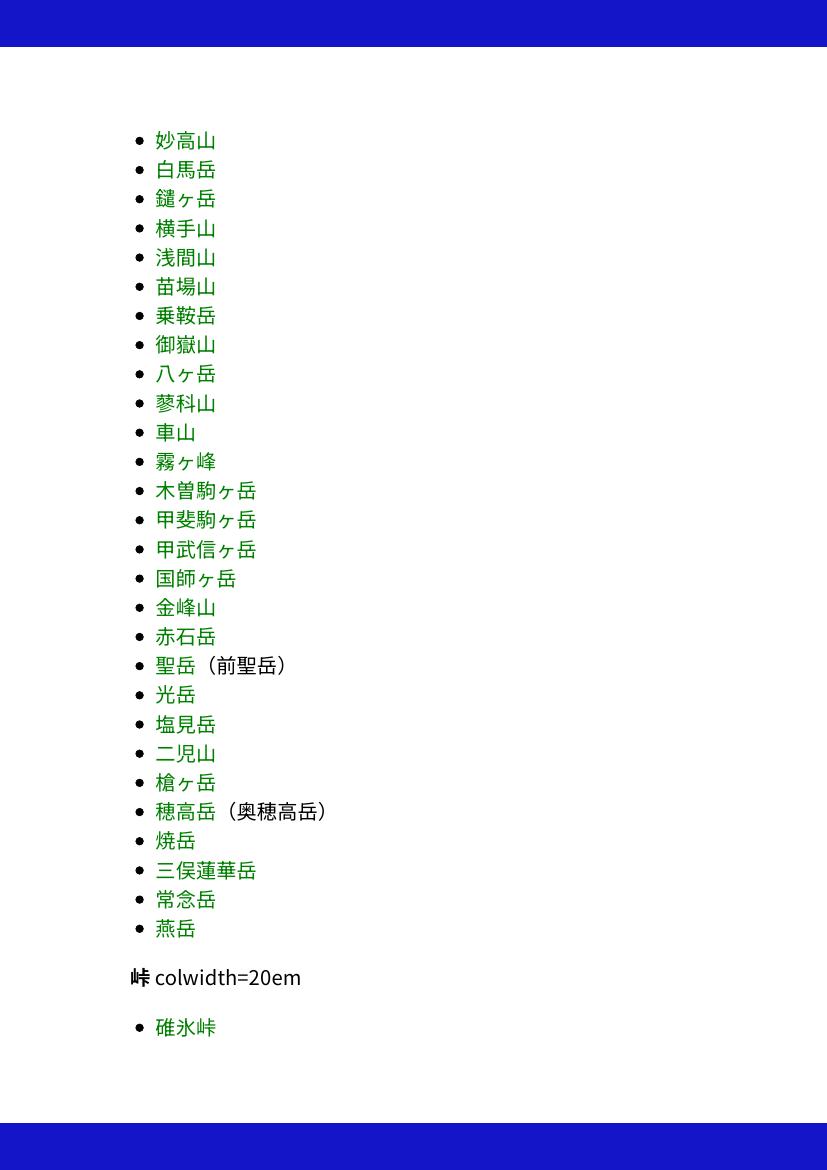 妙高山
白馬岳
鑓ヶ岳
横手山
浅間山
苗場山
乗鞍岳
御嶽山
八ヶ岳
蓼科山
車山
霧ヶ峰
木曽駒ヶ岳
甲斐駒ヶ岳
甲武信ヶ岳
国師ヶ岳
金峰山
赤石岳
聖岳（前聖岳）
光岳
塩見岳
二児山
槍ヶ岳
穂高岳（奥穂高岳）
焼岳
三俣蓮華岳
常念岳
燕岳
峠 colwidth=20em
碓氷峠